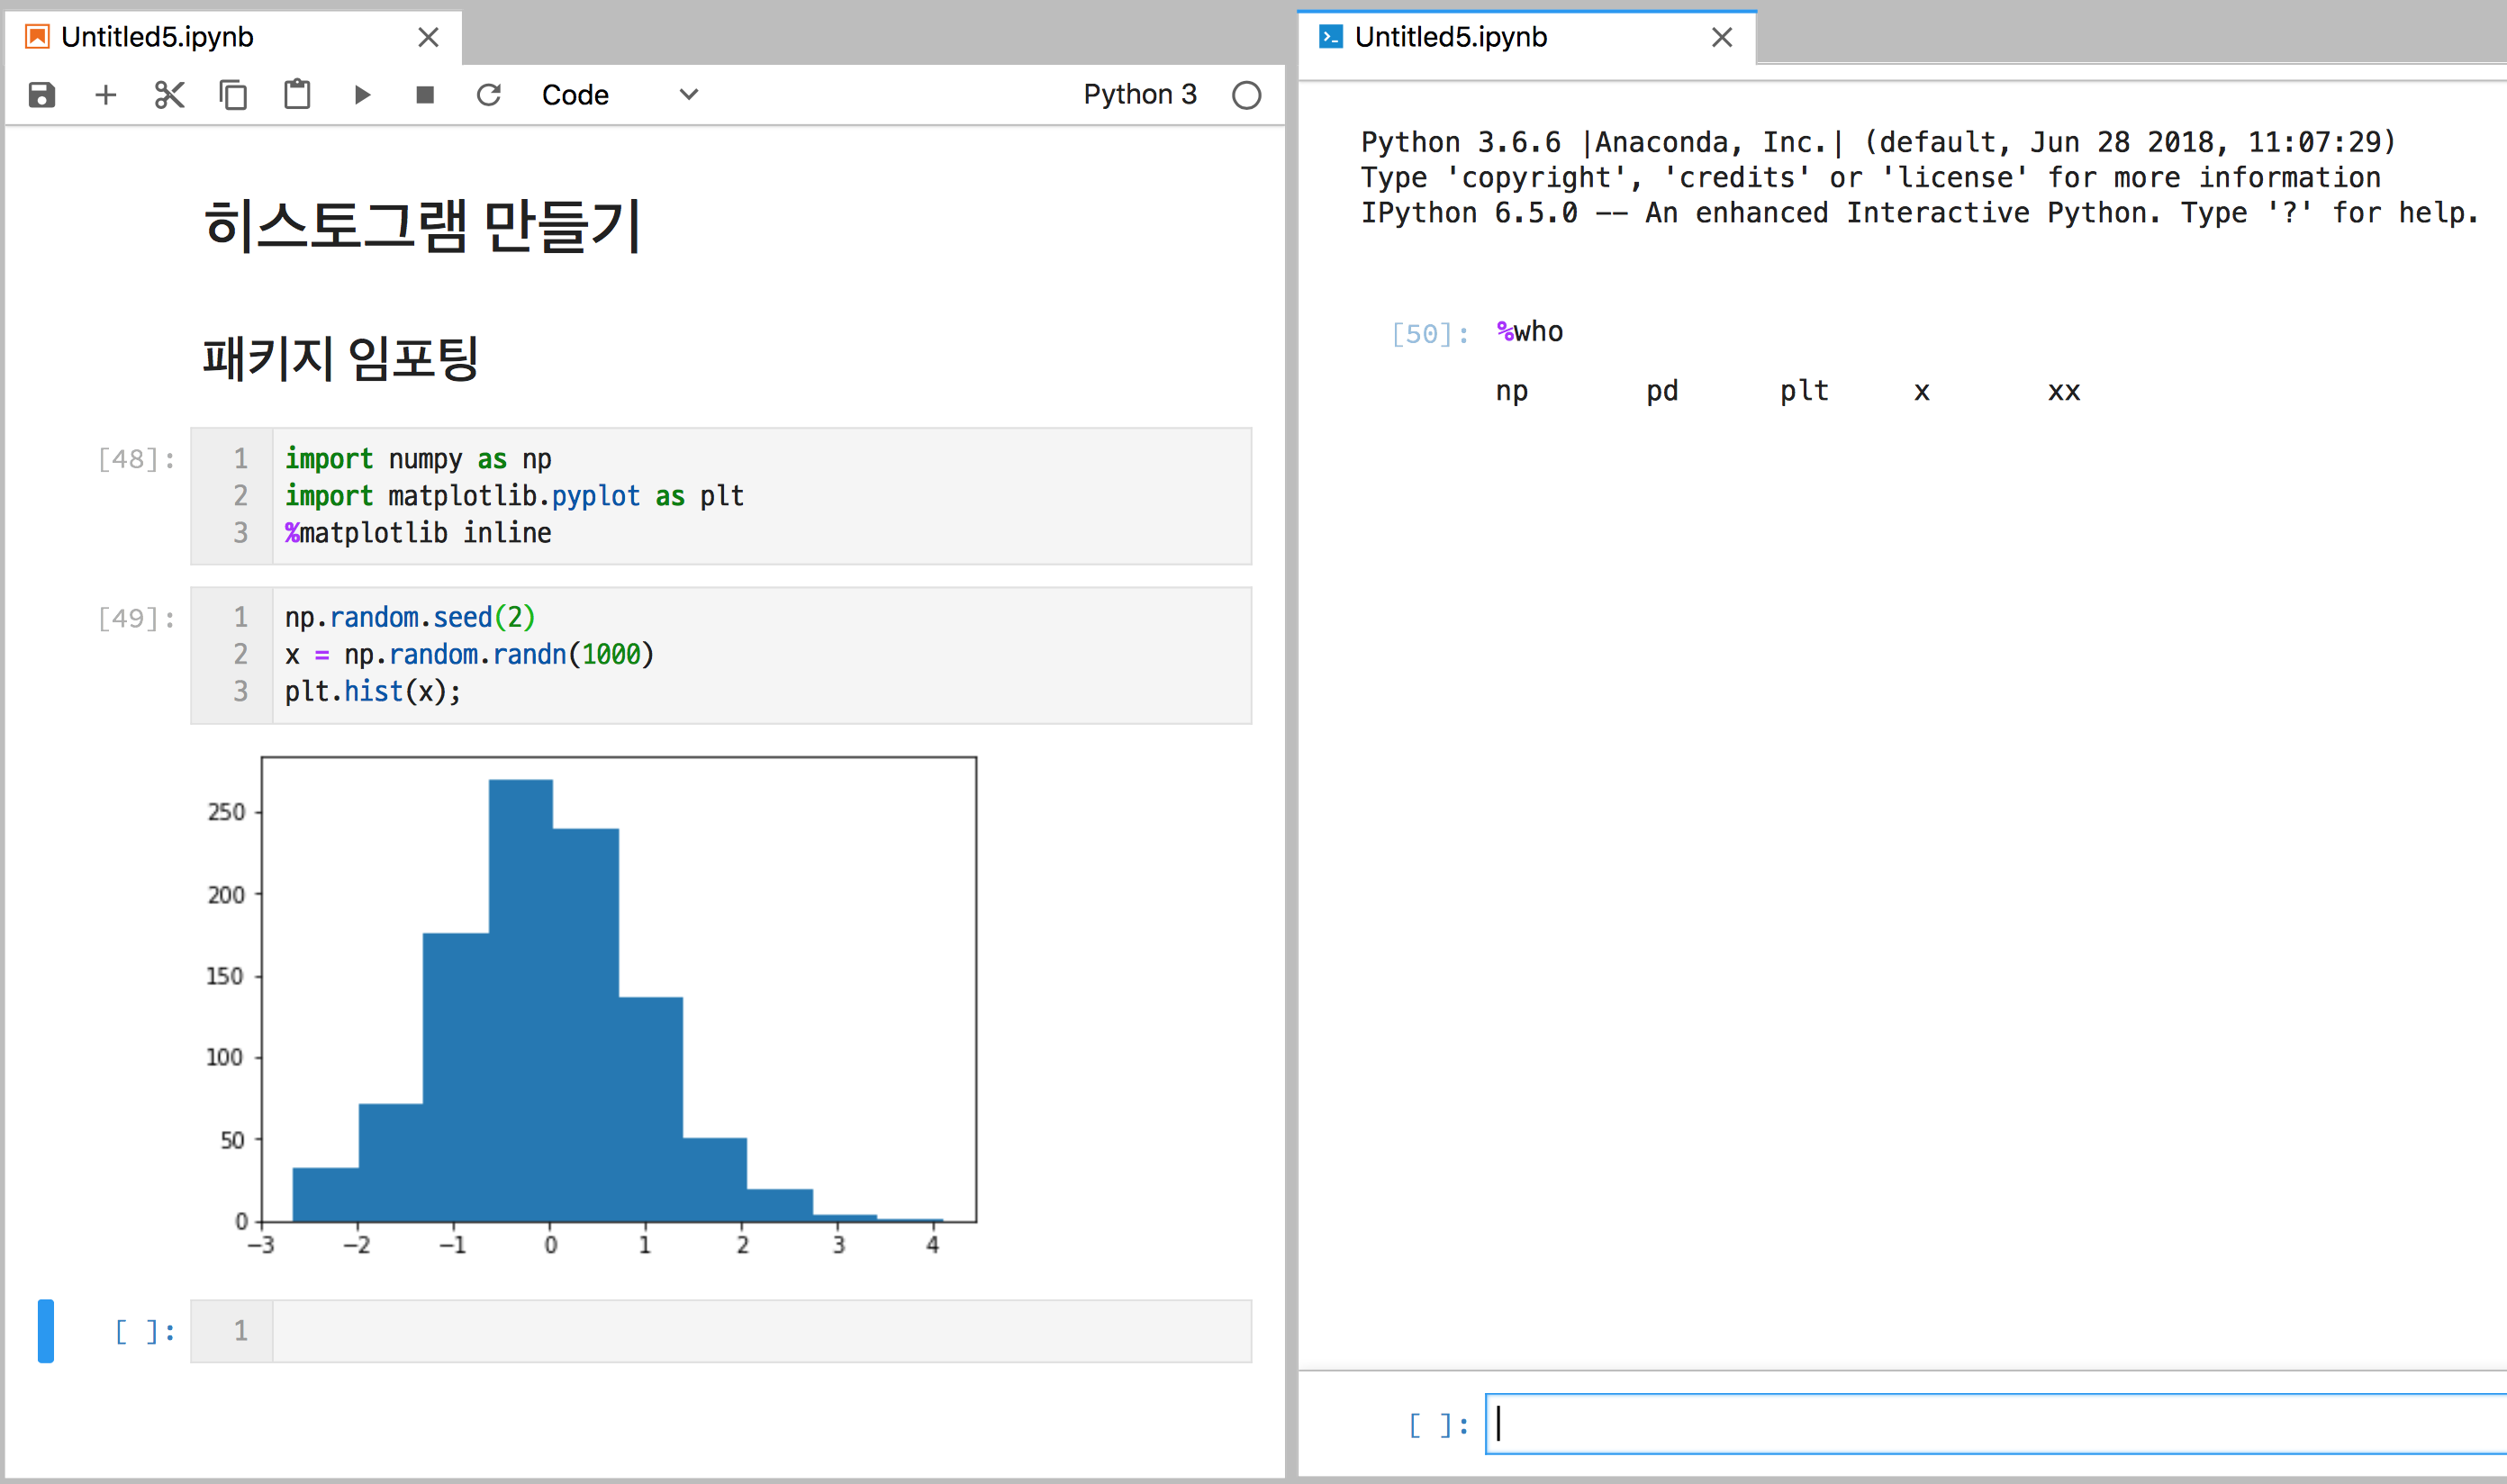 Untitled5.ipynb
Code
Python 3
히스토그램 만들기
패키지 임포팅
[48]:
1 import numpy as np
2 import matplotlib.pyplot as plt
3 %matplotlib inline
[49]:
1 np.random.seed(2)
2 x = np.random.randn(1000)
3 plt.hist(x);
250
200
150
100
50
0
−3 −2 −1 0 1 2 3 4
[ ]: 1
Untitled5.ipynb
Python 3.6.6 |Anaconda, Inc.| (default, Jun 28 2018, 11:07:29)
Type 'copyright', 'credits' or 'license' for more information
IPython 6.5.0 -- An enhanced Interactive Python. Type '?' for help.
[50]: %who
np pd plt x xx
[ ]: